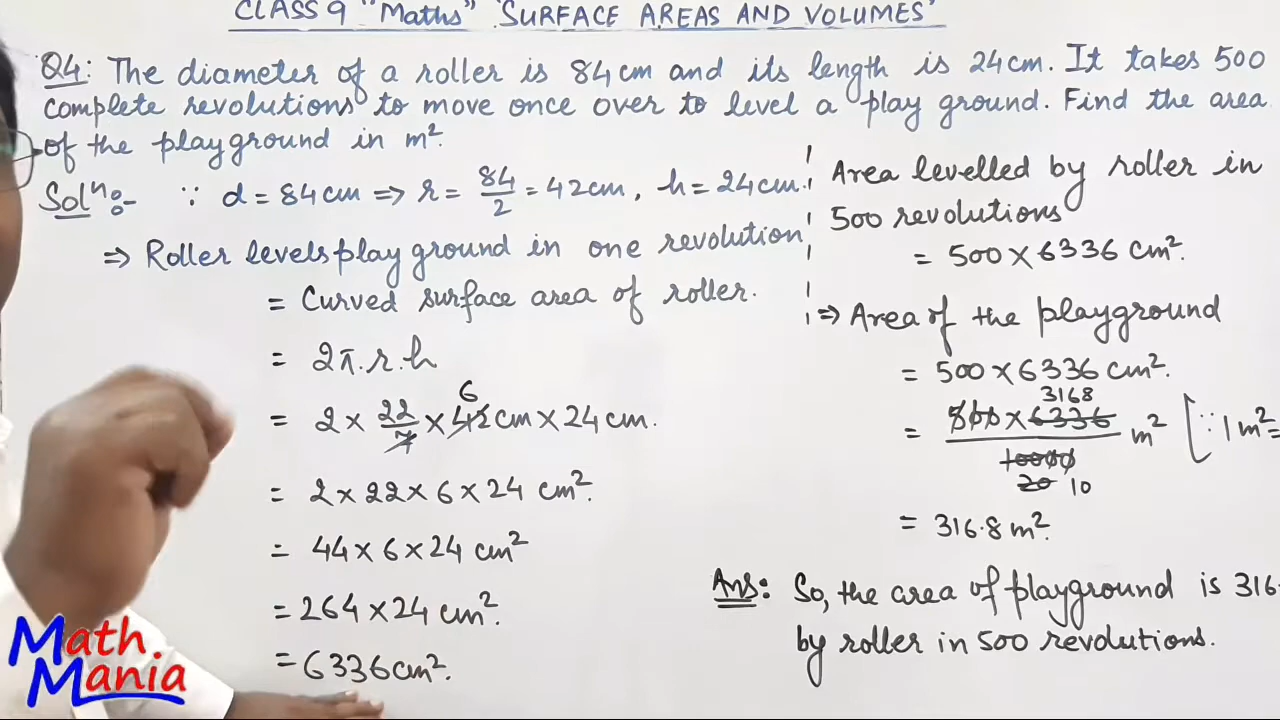 CLASS 9 "Maths" "SURFACE AREAS AND VOLUMES"
Q4: The diameter of a roller is 84 cm and its length is 24 cm. It takes 500
complete revolutions to move once over to level a play ground. Find the area
of the playground in m².
Solⁿ:- ∵ d = 84 cm ⇒ r = 84/2 = 42 cm, h = 24 cm.
⇒ Roller levels play ground in one revolution,
= Curved surface area of roller.
= 2π.r.h
= 2 × 22/7 × 42 cm × 24 cm.
6
= 2 × 22 × 6 × 24 cm².
= 44 × 6 × 24 cm²
= 264 × 24 cm².
= 6336 cm².
Area levelled by roller in
500 revolutions
= 500 × 6336 cm².
⇒ Area of the playground
= 500 × 6336 cm².
3168
= 500 × 6336 / 10000 m² [∵ 1 m² =
20 10
= 316.8 m².
Ans: So, the area of playground is 316.
by roller in 500 revolutions.
Math
Mania